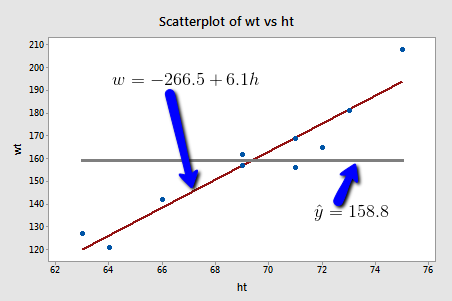 Scatterplot of wt vs ht
210
200
190
180
170
160
150
140
130
120
wt
w = −266.5 + 6.1h
ŷ = 158.8
62 64 66 68 70 72 74 76
ht